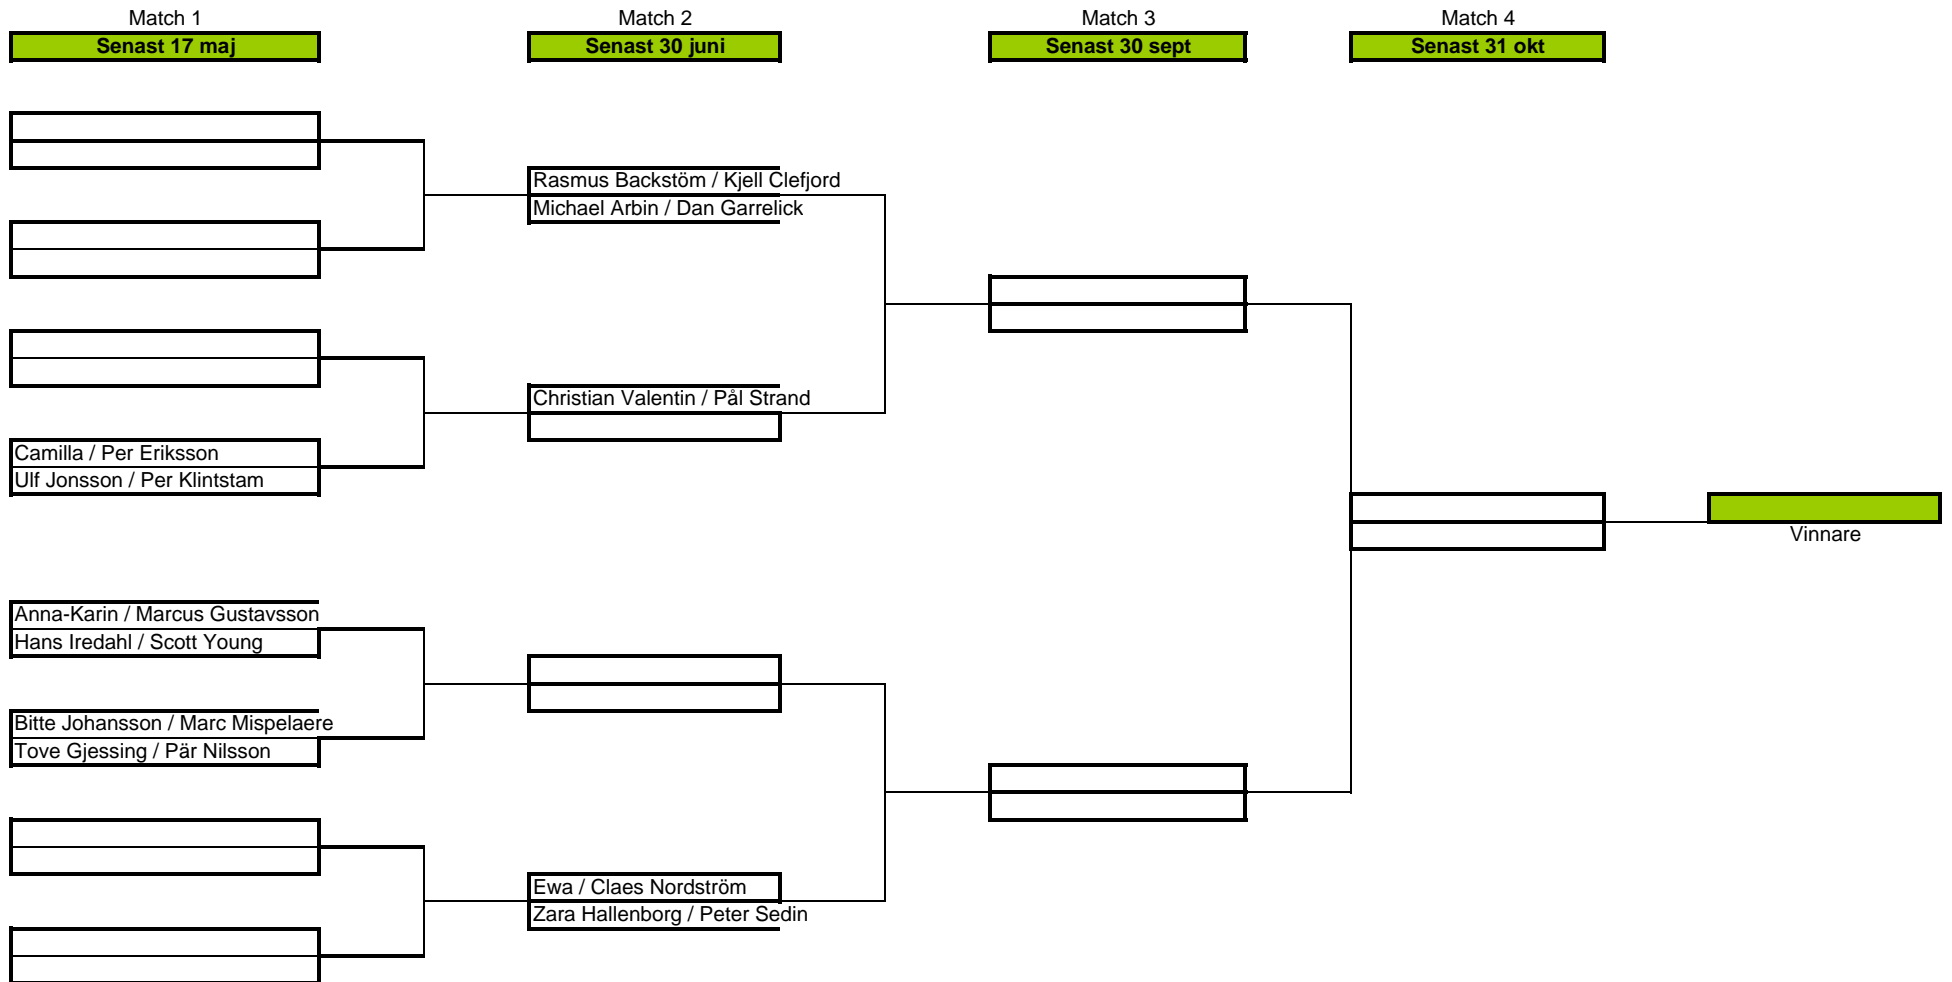 Match 1
Match 2
Match 3
Match 4
Senast 17 maj
Senast 30 juni
Senast 30 sept
Senast 31 okt
Rasmus Backstöm / Kjell Clefjord
Michael Arbin / Dan Garrelick
Christian Valentin / Pål Strand
Camilla / Per Eriksson
Ulf Jonsson / Per Klintstam
Vinnare
Anna-Karin / Marcus Gustavsson
Hans Iredahl / Scott Young
Bitte Johansson / Marc Mispelaere
Tove Gjessing / Pär Nilsson
Ewa / Claes Nordström
Zara Hallenborg / Peter Sedin